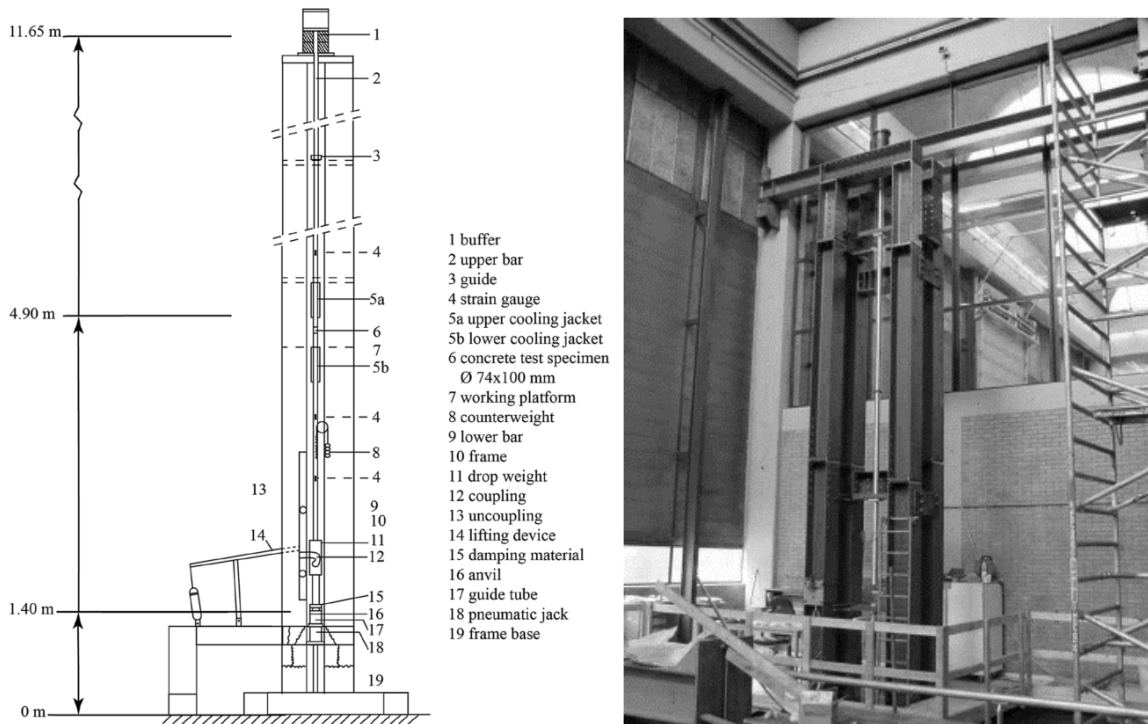 11.65 m
4.90 m
1.40 m
0 m
1
2
3
4
5a
6
7
5b
4
8
4
13
9
10
14
11
12
15
16
17
18
19
1 buffer
2 upper bar
3 guide
4 strain gauge
5a upper cooling jacket
5b lower cooling jacket
6 concrete test specimen
Ø 74x100 mm
7 working platform
8 counterweight
9 lower bar
10 frame
11 drop weight
12 coupling
13 uncoupling
14 lifting device
15 damping material
16 anvil
17 guide tube
18 pneumatic jack
19 frame base